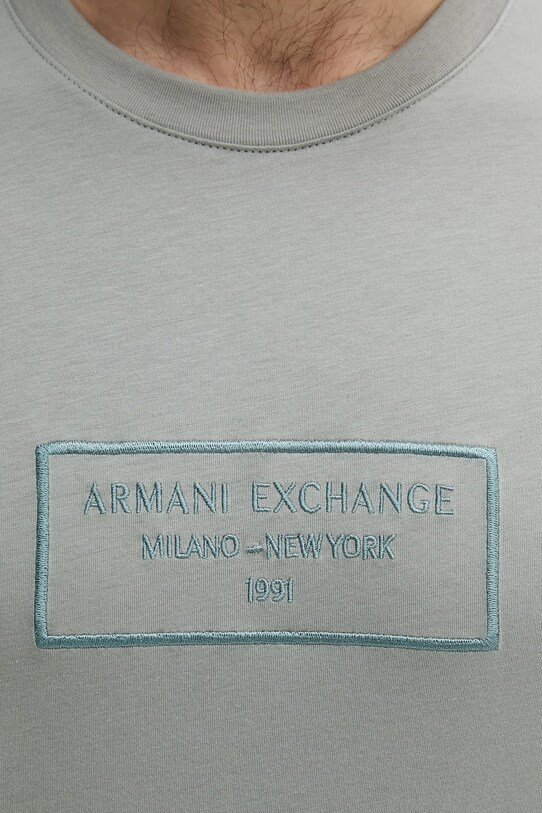 ARMANI EXCHANGE
MILANO - NEW YORK
1991